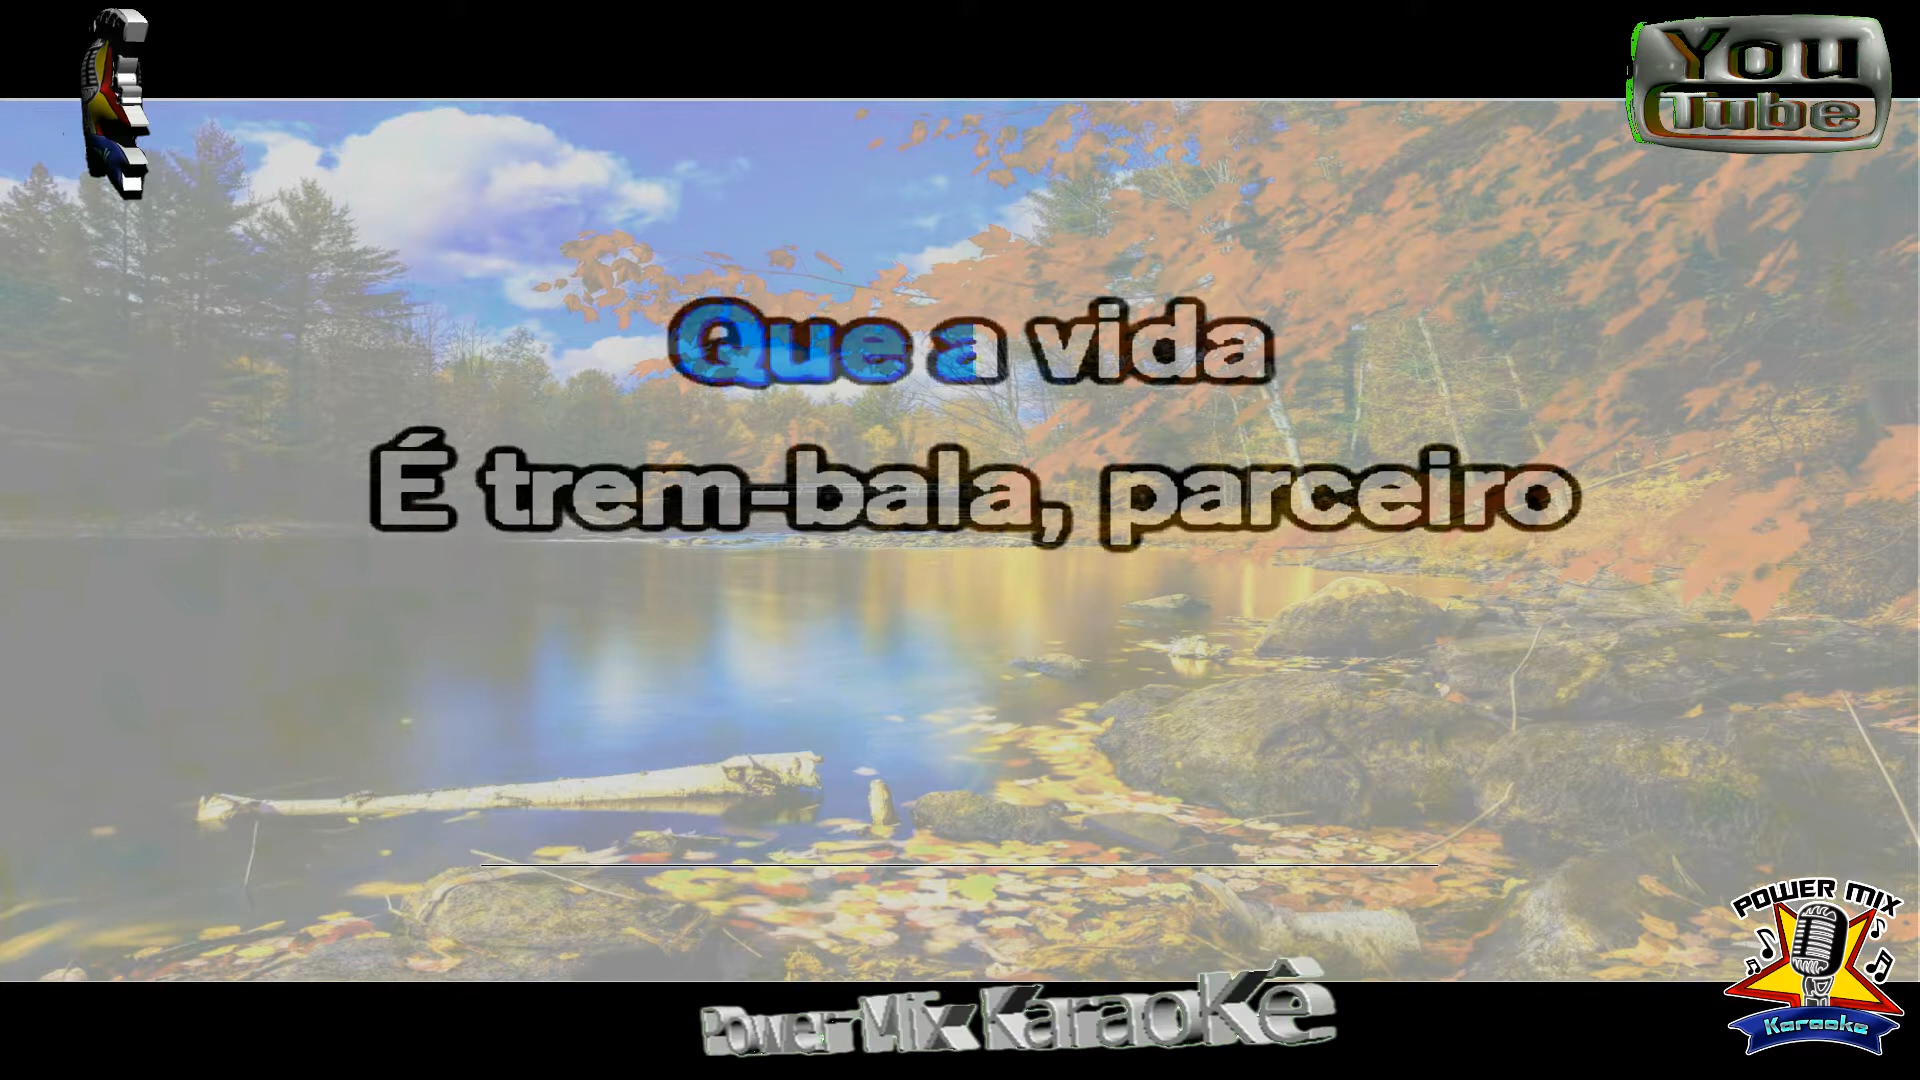 You
Tube
Que a vida
É trem-bala, parceiro
POWER MIX
Karaoke
Power Mix Karaokê